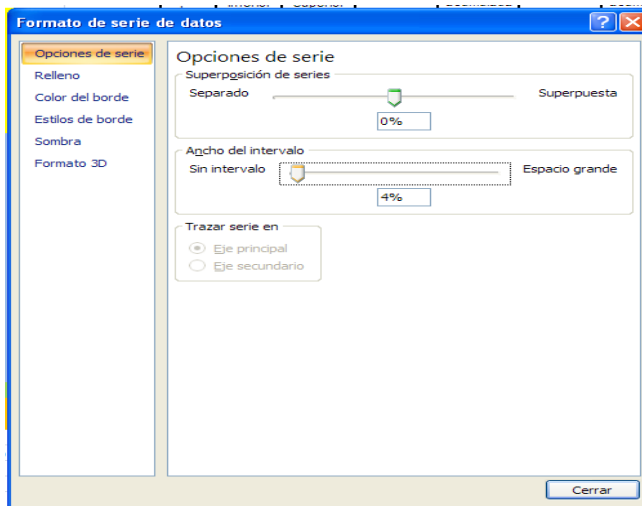 Formato de serie de datos
Opciones de serie
Relleno
Color del borde
Estilos de borde
Sombra
Formato 3D
Opciones de serie
Superposición de series
Separado
Superpuesta
0%
Ancho del intervalo
Sin intervalo
Espacio grande
4%
Trazar serie en
Eje principal
Eje secundario
Cerrar